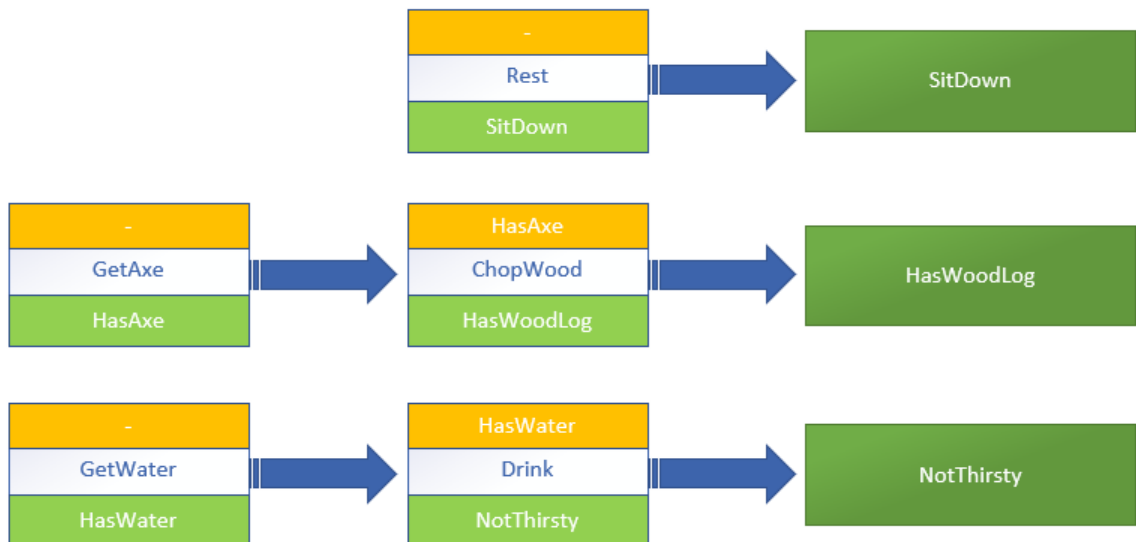 -
Rest
SitDown
SitDown
-
GetAxe
HasAxe
HasAxe
ChopWood
HasWoodLog
HasWoodLog
-
GetWater
HasWater
HasWater
Drink
NotThirsty
NotThirsty